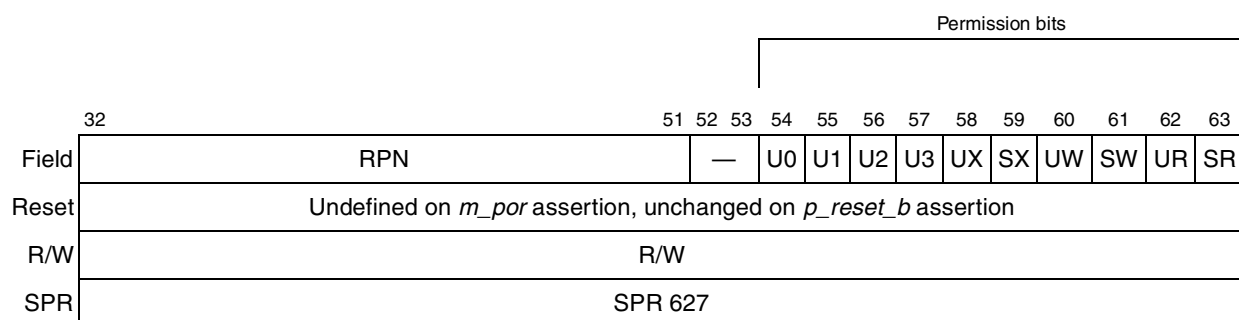 Permission bits
32 51 52 53 54 55 56 57 58 59 60 61 62 63
Field RPN — U0 U1 U2 U3 UX SX UW SW UR SR
Reset Undefined on m_por assertion, unchanged on p_reset_b assertion
R/W R/W
SPR SPR 627